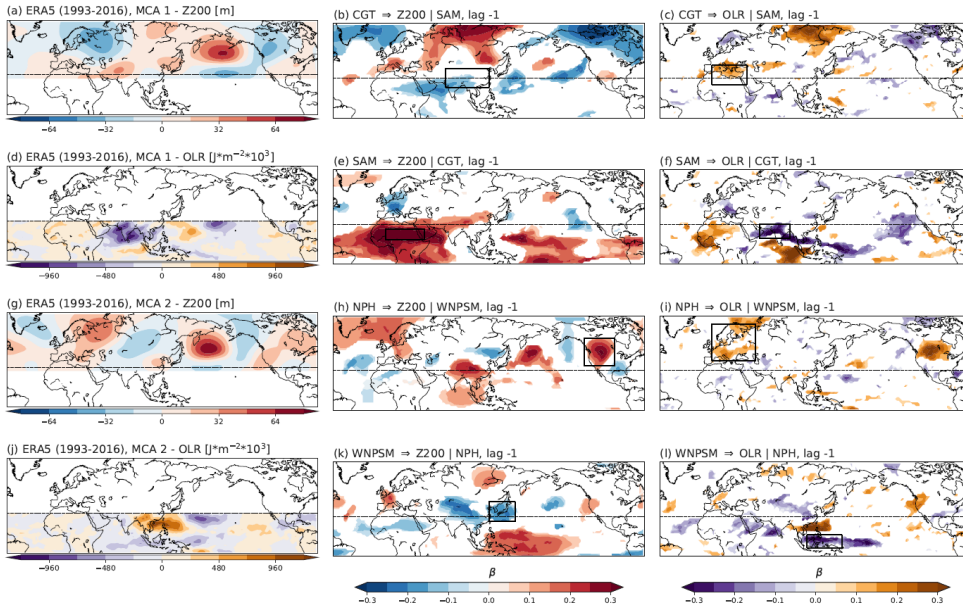 (a) ERA5 (1993-2016), MCA 1 - Z200 [m]
(b) CGT ⇒ Z200 | SAM, lag -1
(c) CGT ⇒ OLR | SAM, lag -1
−64 −32 0 32 64
(d) ERA5 (1993-2016), MCA 1 - OLR [J*m⁻²*10³]
(e) SAM ⇒ Z200 | CGT, lag -1
(f) SAM ⇒ OLR | CGT, lag -1
−960 −480 0 480 960
(g) ERA5 (1993-2016), MCA 2 - Z200 [m]
(h) NPH ⇒ Z200 | WNPSM, lag -1
(i) NPH ⇒ OLR | WNPSM, lag -1
−64 −32 0 32 64
(j) ERA5 (1993-2016), MCA 2 - OLR [J*m⁻²*10³]
(k) WNPSM ⇒ Z200 | NPH, lag -1
(l) WNPSM ⇒ OLR | NPH, lag -1
−960 −480 0 480 960
β
−0.3 −0.2 −0.1 0.0 0.1 0.2 0.3
β
−0.3 −0.2 −0.1 0.0 0.1 0.2 0.3